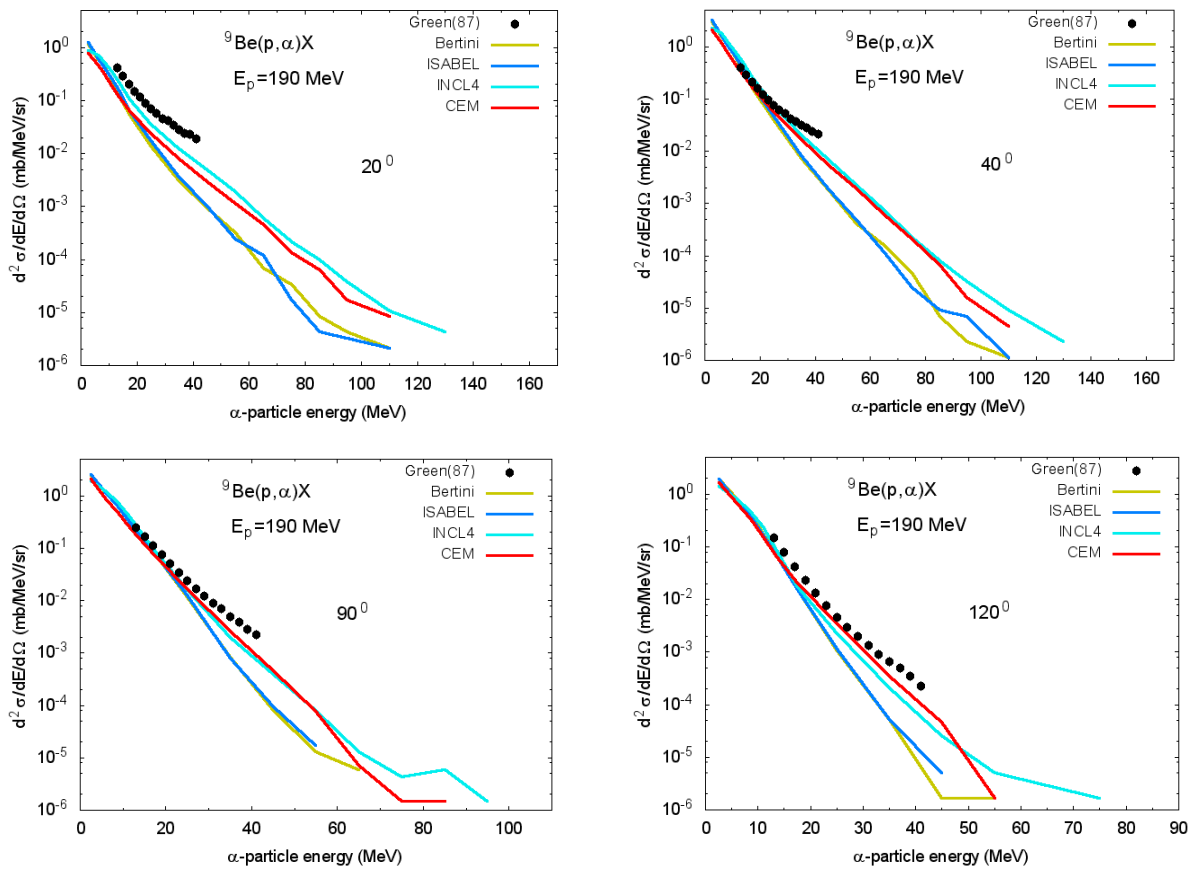 Green(87)
⁹Be(p,α)X
Bertini
ISABEL
Eₚ=190 MeV
INCL4
CEM
20⁰
d² σ/dE/dΩ (mb/MeV/sr)
10⁰
10⁻¹
10⁻²
10⁻³
10⁻⁴
10⁻⁵
10⁻⁶
0 20 40 60 80 100 120 140 160
α-particle energy (MeV)
Green(87)
⁹Be(p,α)X
Bertini
ISABEL
Eₚ=190 MeV
INCL4
CEM
40⁰
d² σ/dE/dΩ (mb/MeV/sr)
10⁰
10⁻¹
10⁻²
10⁻³
10⁻⁴
10⁻⁵
10⁻⁶
0 20 40 60 80 100 120 140 160
α-particle energy (MeV)
Green(87)
⁹Be(p,α)X
Bertini
ISABEL
Eₚ=190 MeV
INCL4
CEM
90⁰
d² σ/dE/dΩ (mb/MeV/sr)
10⁰
10⁻¹
10⁻²
10⁻³
10⁻⁴
10⁻⁵
10⁻⁶
0 20 40 60 80 100
α-particle energy (MeV)
Green(87)
⁹Be(p,α)X
Bertini
ISABEL
Eₚ=190 MeV
INCL4
CEM
120⁰
d² σ/dE/dΩ (mb/MeV/sr)
10⁰
10⁻¹
10⁻²
10⁻³
10⁻⁴
10⁻⁵
10⁻⁶
0 10 20 30 40 50 60 70 80 90
α-particle energy (MeV)